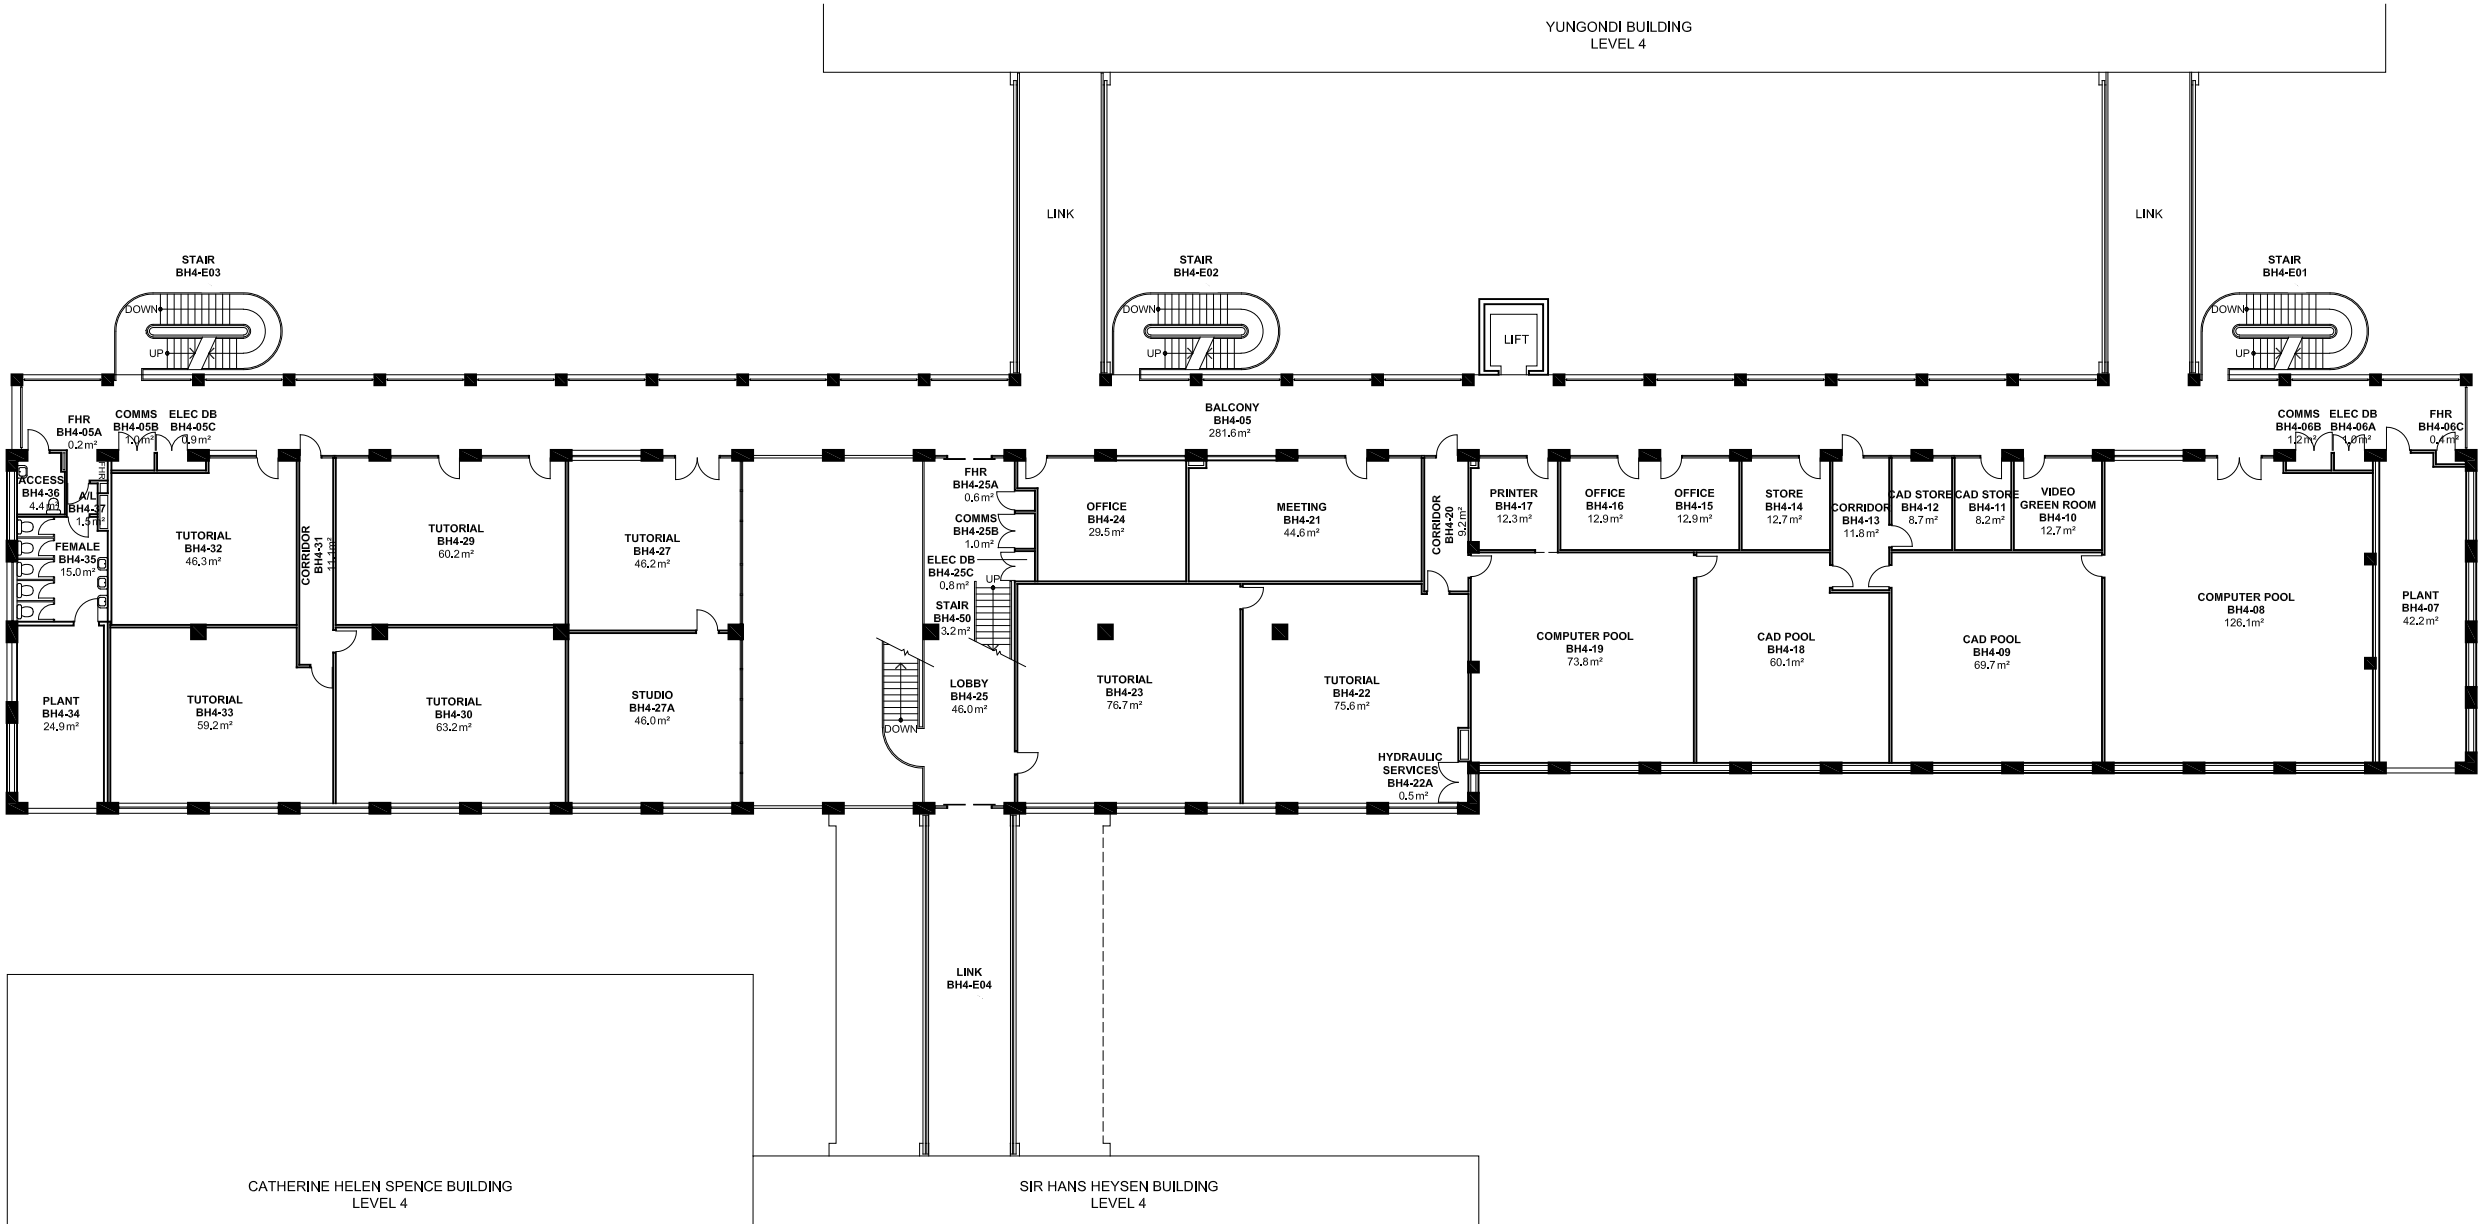 YUNGONDI BUILDING
LEVEL 4
LINK
LINK
STAIR
BH4-E03
DOWN
UP
STAIR
BH4-E02
DOWN
UP
LIFT
STAIR
BH4-E01
DOWN
UP
FHR
BH4-05A
0.2m²
COMMS
BH4-05B
1.0m²
ELEC DB
BH4-05C
0.9m²
BALCONY
BH4-05
281.6m²
COMMS
BH4-06B
1.2m²
ELEC DB
BH4-06A
1.0m²
FHR
BH4-06C
0.4m²
FHR
ACCESS
BH4-36
4.4m²
A/L
BH4-37
1.5m²
FEMALE
BH4-35
15.0m²
TUTORIAL
BH4-32
46.3m²
CORRIDOR
BH4-31
11.1m²
TUTORIAL
BH4-29
60.2m²
TUTORIAL
BH4-27
46.2m²
FHR
BH4-25A
0.6m²
COMMS
BH4-25B
1.0m²
ELEC DB
BH4-25C
0.8m²
UP
STAIR
BH4-50
3.2m²
OFFICE
BH4-24
29.5m²
MEETING
BH4-21
44.6m²
CORRIDOR
BH4-20
9.2m²
PRINTER
BH4-17
12.3m²
OFFICE
BH4-16
12.9m²
OFFICE
BH4-15
12.9m²
STORE
BH4-14
12.7m²
CORRIDOR
BH4-13
11.8m²
CAD STORE
BH4-12
8.7m²
CAD STORE
BH4-11
8.2m²
VIDEO
GREEN ROOM
BH4-10
12.7m²
COMPUTER POOL
BH4-08
126.1m²
PLANT
BH4-07
42.2m²
PLANT
BH4-34
24.9m²
TUTORIAL
BH4-33
59.2m²
TUTORIAL
BH4-30
63.2m²
STUDIO
BH4-27A
46.0m²
DOWN
LOBBY
BH4-25
46.0m²
TUTORIAL
BH4-23
76.7m²
TUTORIAL
BH4-22
75.6m²
HYDRAULIC
SERVICES
BH4-22A
0.5m²
COMPUTER POOL
BH4-19
73.8m²
CAD POOL
BH4-18
60.1m²
CAD POOL
BH4-09
69.7m²
LINK
BH4-E04
CATHERINE HELEN SPENCE BUILDING
LEVEL 4
SIR HANS HEYSEN BUILDING
LEVEL 4